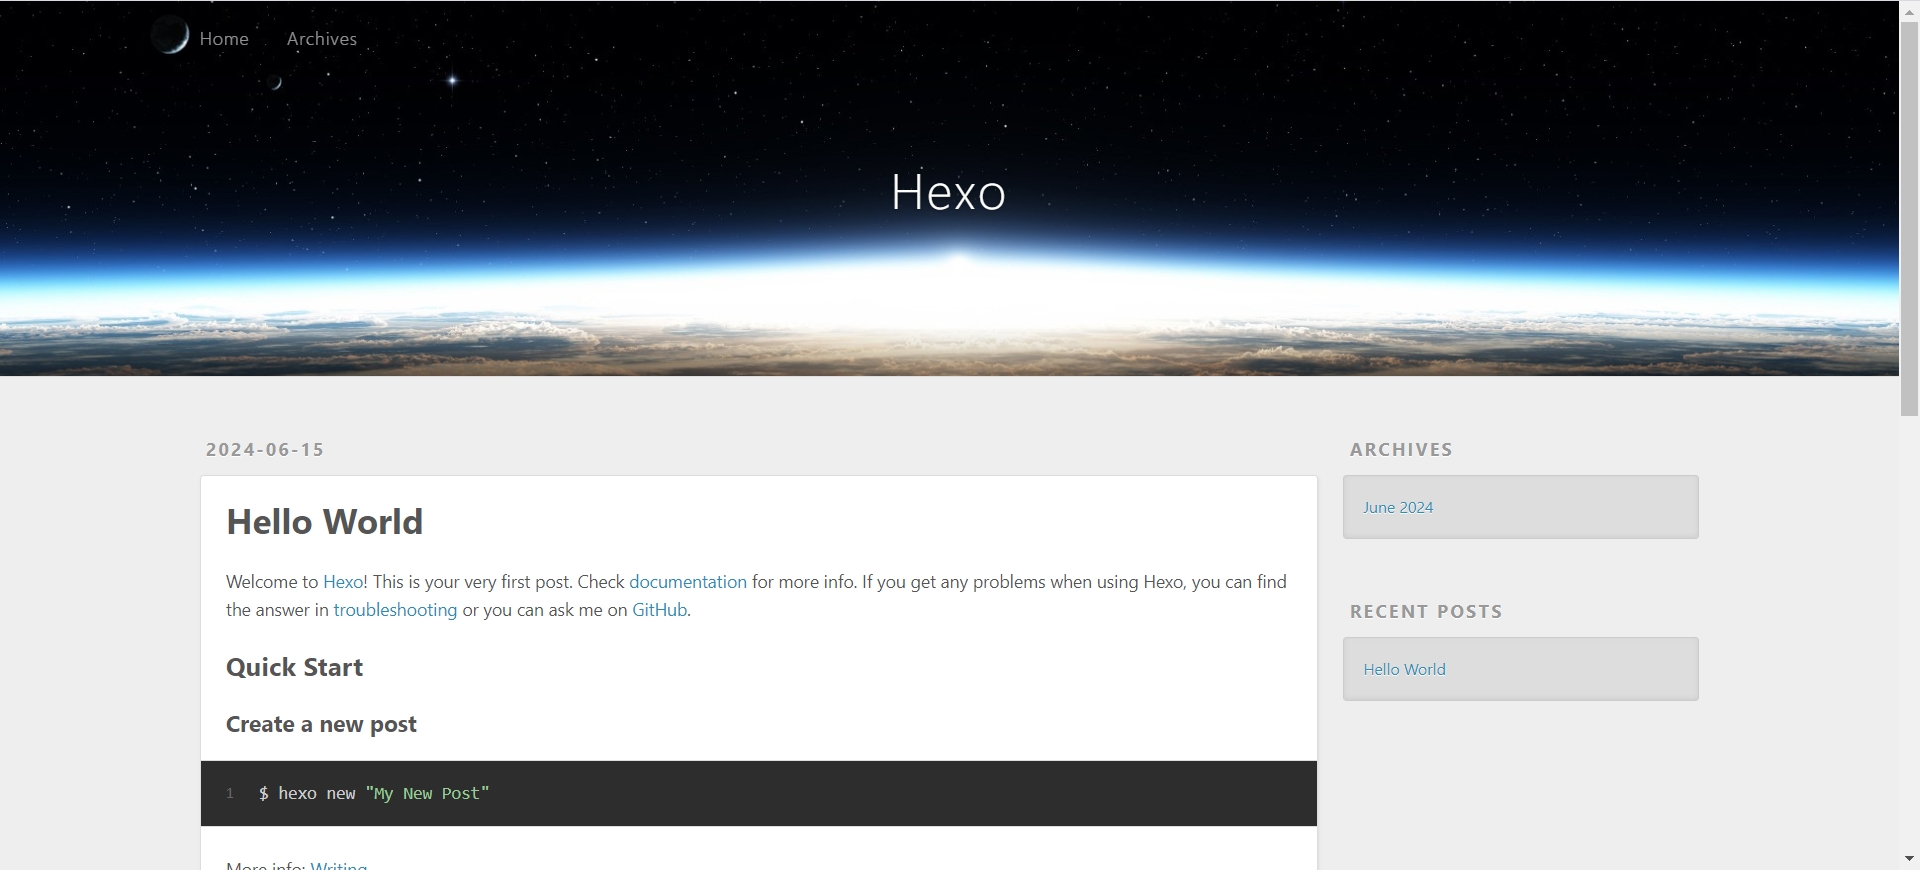 Home Archives
Hexo
2024-06-15
Hello World
Welcome to Hexo! This is your very first post. Check documentation for more info. If you get any problems when using Hexo, you can find
the answer in troubleshooting or you can ask me on GitHub.
Quick Start
Create a new post
1 $ hexo new "My New Post"
More info: Writing
ARCHIVES
June 2024
RECENT POSTS
Hello World